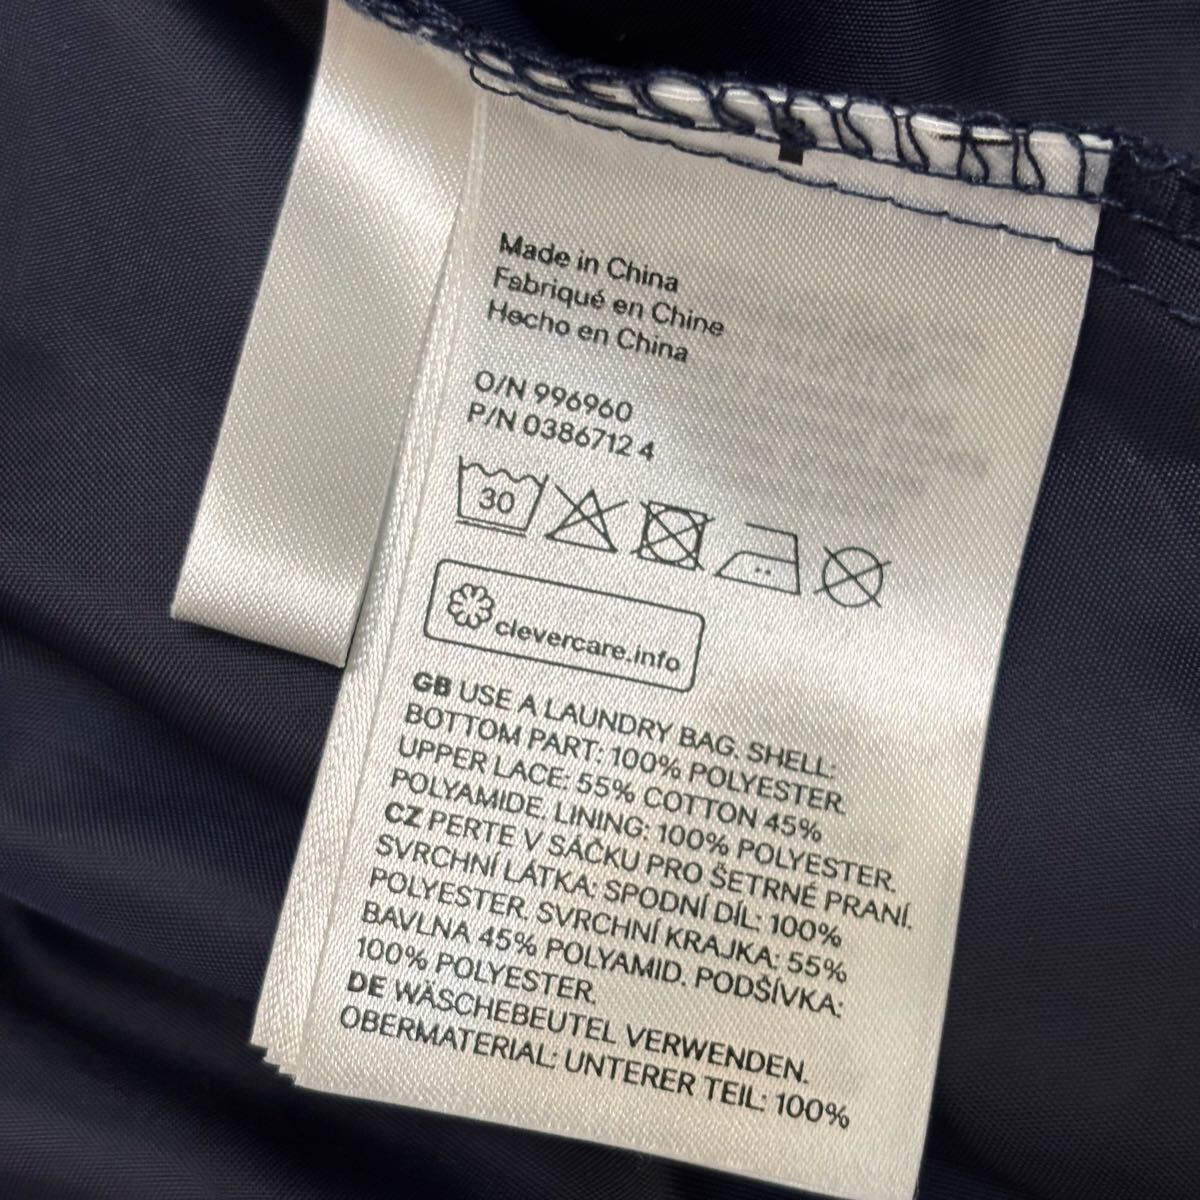 Made in China
Fabriqué en Chine
Hecho en China
O/N 996960
P/N 0386712 4
30
clevercare.info
GB USE A LAUNDRY BAG. SHELL:
BOTTOM PART: 100% POLYESTER.
UPPER LACE: 55% COTTON 45%
POLYAMIDE. LINING: 100% POLYESTER.
CZ PERTE V SÁČKU PRO ŠETRNÉ PRANÍ.
SVRCHNÍ LÁTKA: SPODNÍ DÍL: 100%
POLYESTER. SVRCHNÍ KRAJKA: 55%
BAVLNA 45% POLYAMID. PODŠÍVKA:
100% POLYESTER.
DE WÄSCHEBEUTEL VERWENDEN.
OBERMATERIAL: UNTERER TEIL: 100%